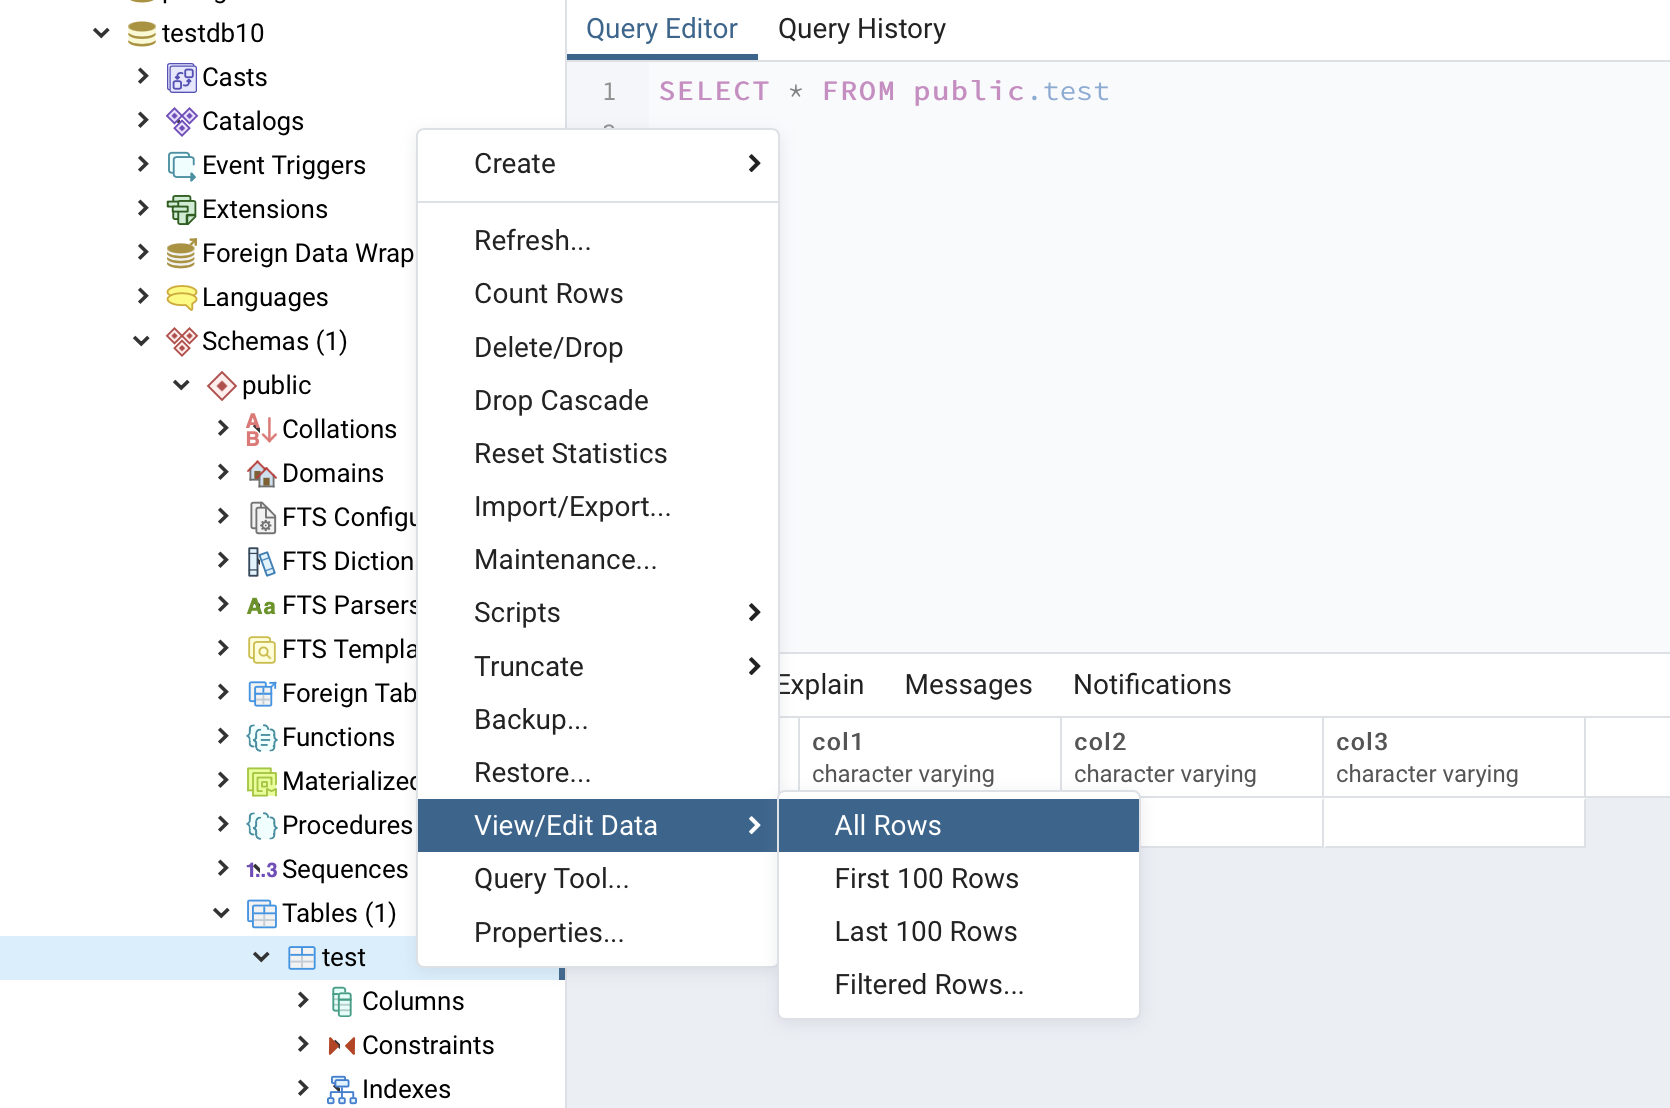 testdb10
Casts
Catalogs
Event Triggers
Extensions
Foreign Data Wrap
Languages
Schemas (1)
public
Collations
Domains
FTS Configu
FTS Diction
Aa FTS Parsers
FTS Templa
Foreign Tab
Functions
Materialized
Procedures
1..3 Sequences
Tables (1)
test
Columns
Constraints
Indexes
Create
Refresh...
Count Rows
Delete/Drop
Drop Cascade
Reset Statistics
Import/Export...
Maintenance...
Scripts
Truncate
Backup...
Restore...
View/Edit Data
Query Tool...
Properties...
All Rows
First 100 Rows
Last 100 Rows
Filtered Rows...
Query Editor Query History
1 SELECT * FROM public.test
Explain Messages Notifications
col1 col2 col3
character varying character varying character varying